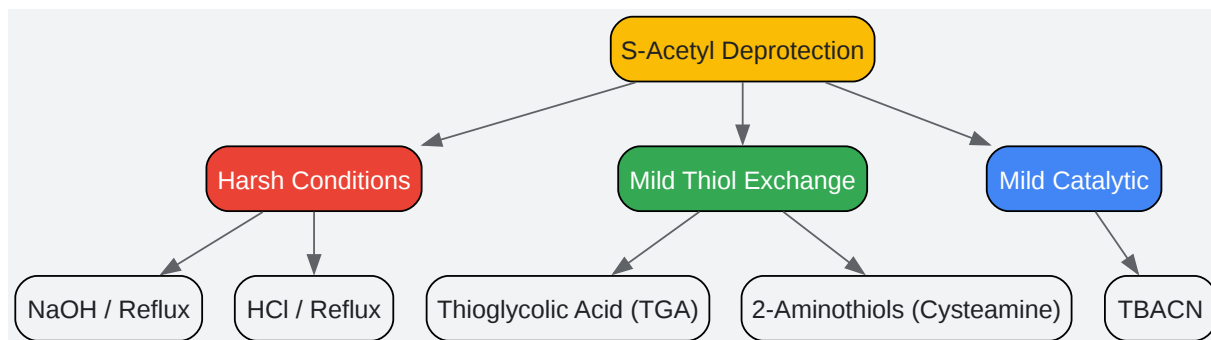 S-Acetyl Deprotection
Harsh Conditions
Mild Thiol Exchange
Mild Catalytic
NaOH / Reflux
HCl / Reflux
Thioglycolic Acid (TGA)
2-Aminothiols (Cysteamine)
TBACN